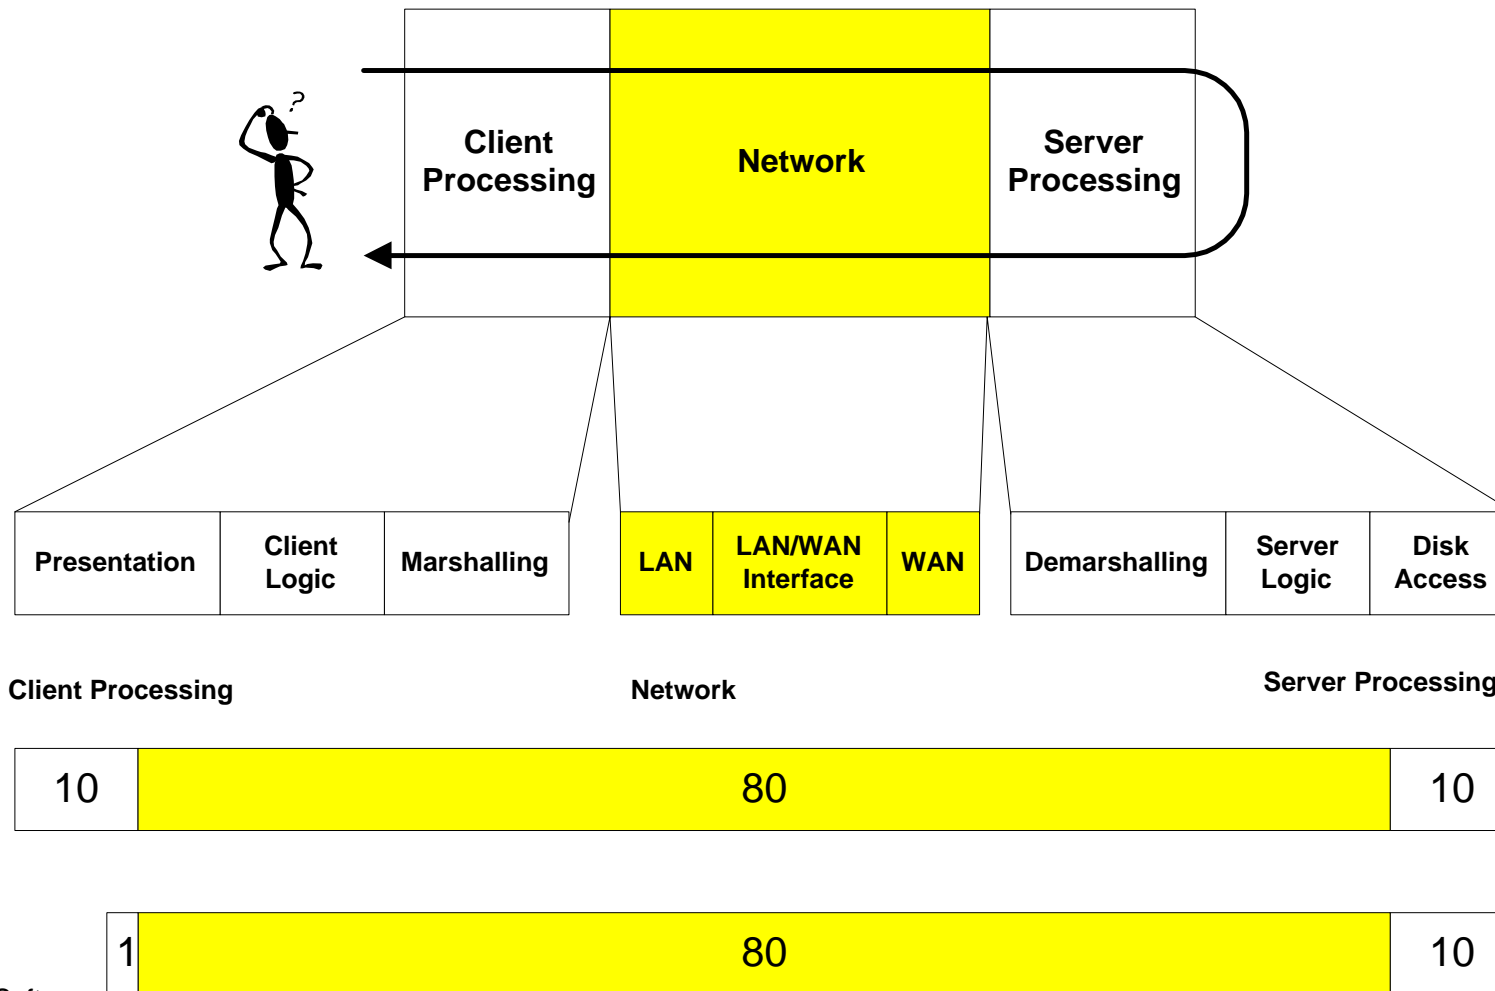 ?
Client
Processing
Network
Server
Processing
Presentation
Client
Logic
Marshalling
LAN
LAN/WAN
Interface
WAN
Demarshalling
Server
Logic
Disk
Access
Client Processing
Network
Server Processing
10
80
10
1
80
10